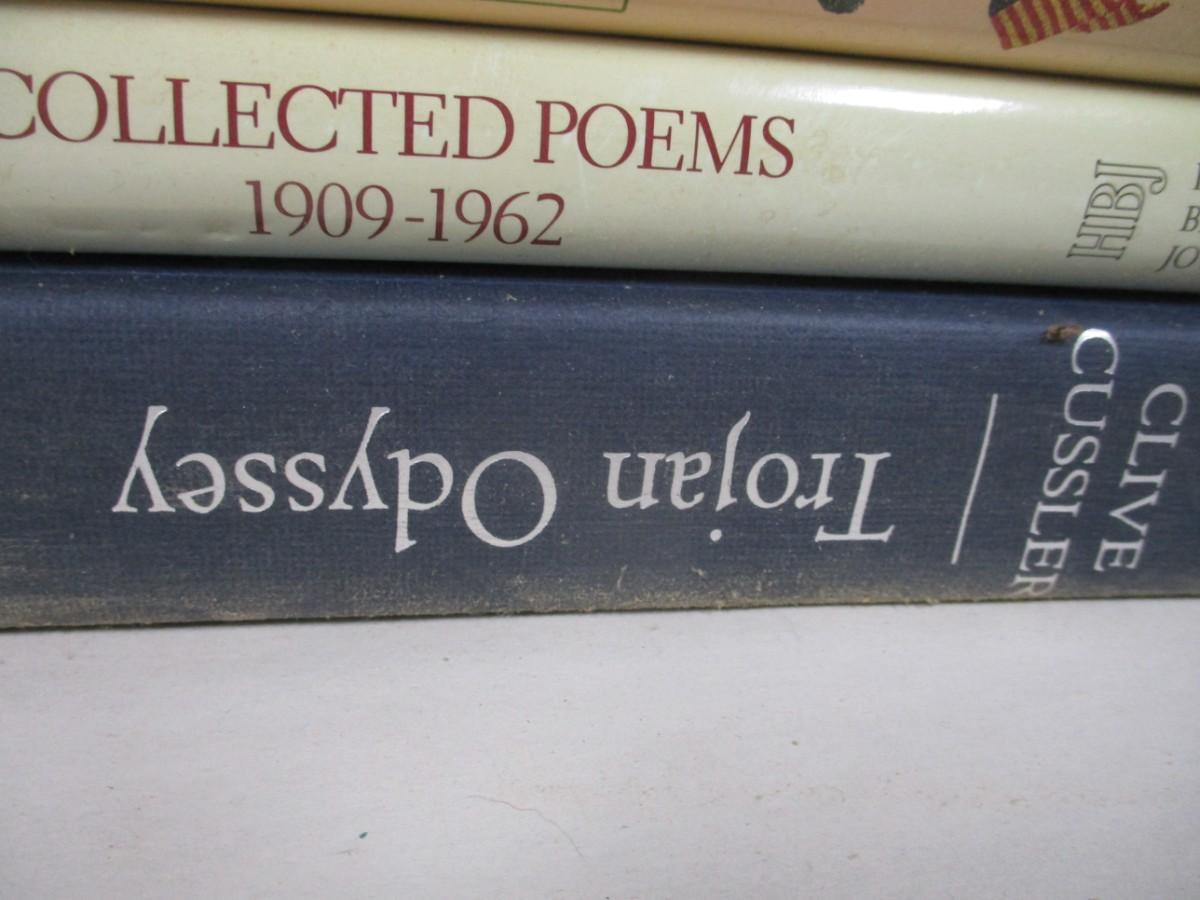 COLLECTED POEMS
1909-1962
HBJ
CLIVE
CUSSLER
Trojan Odyssey